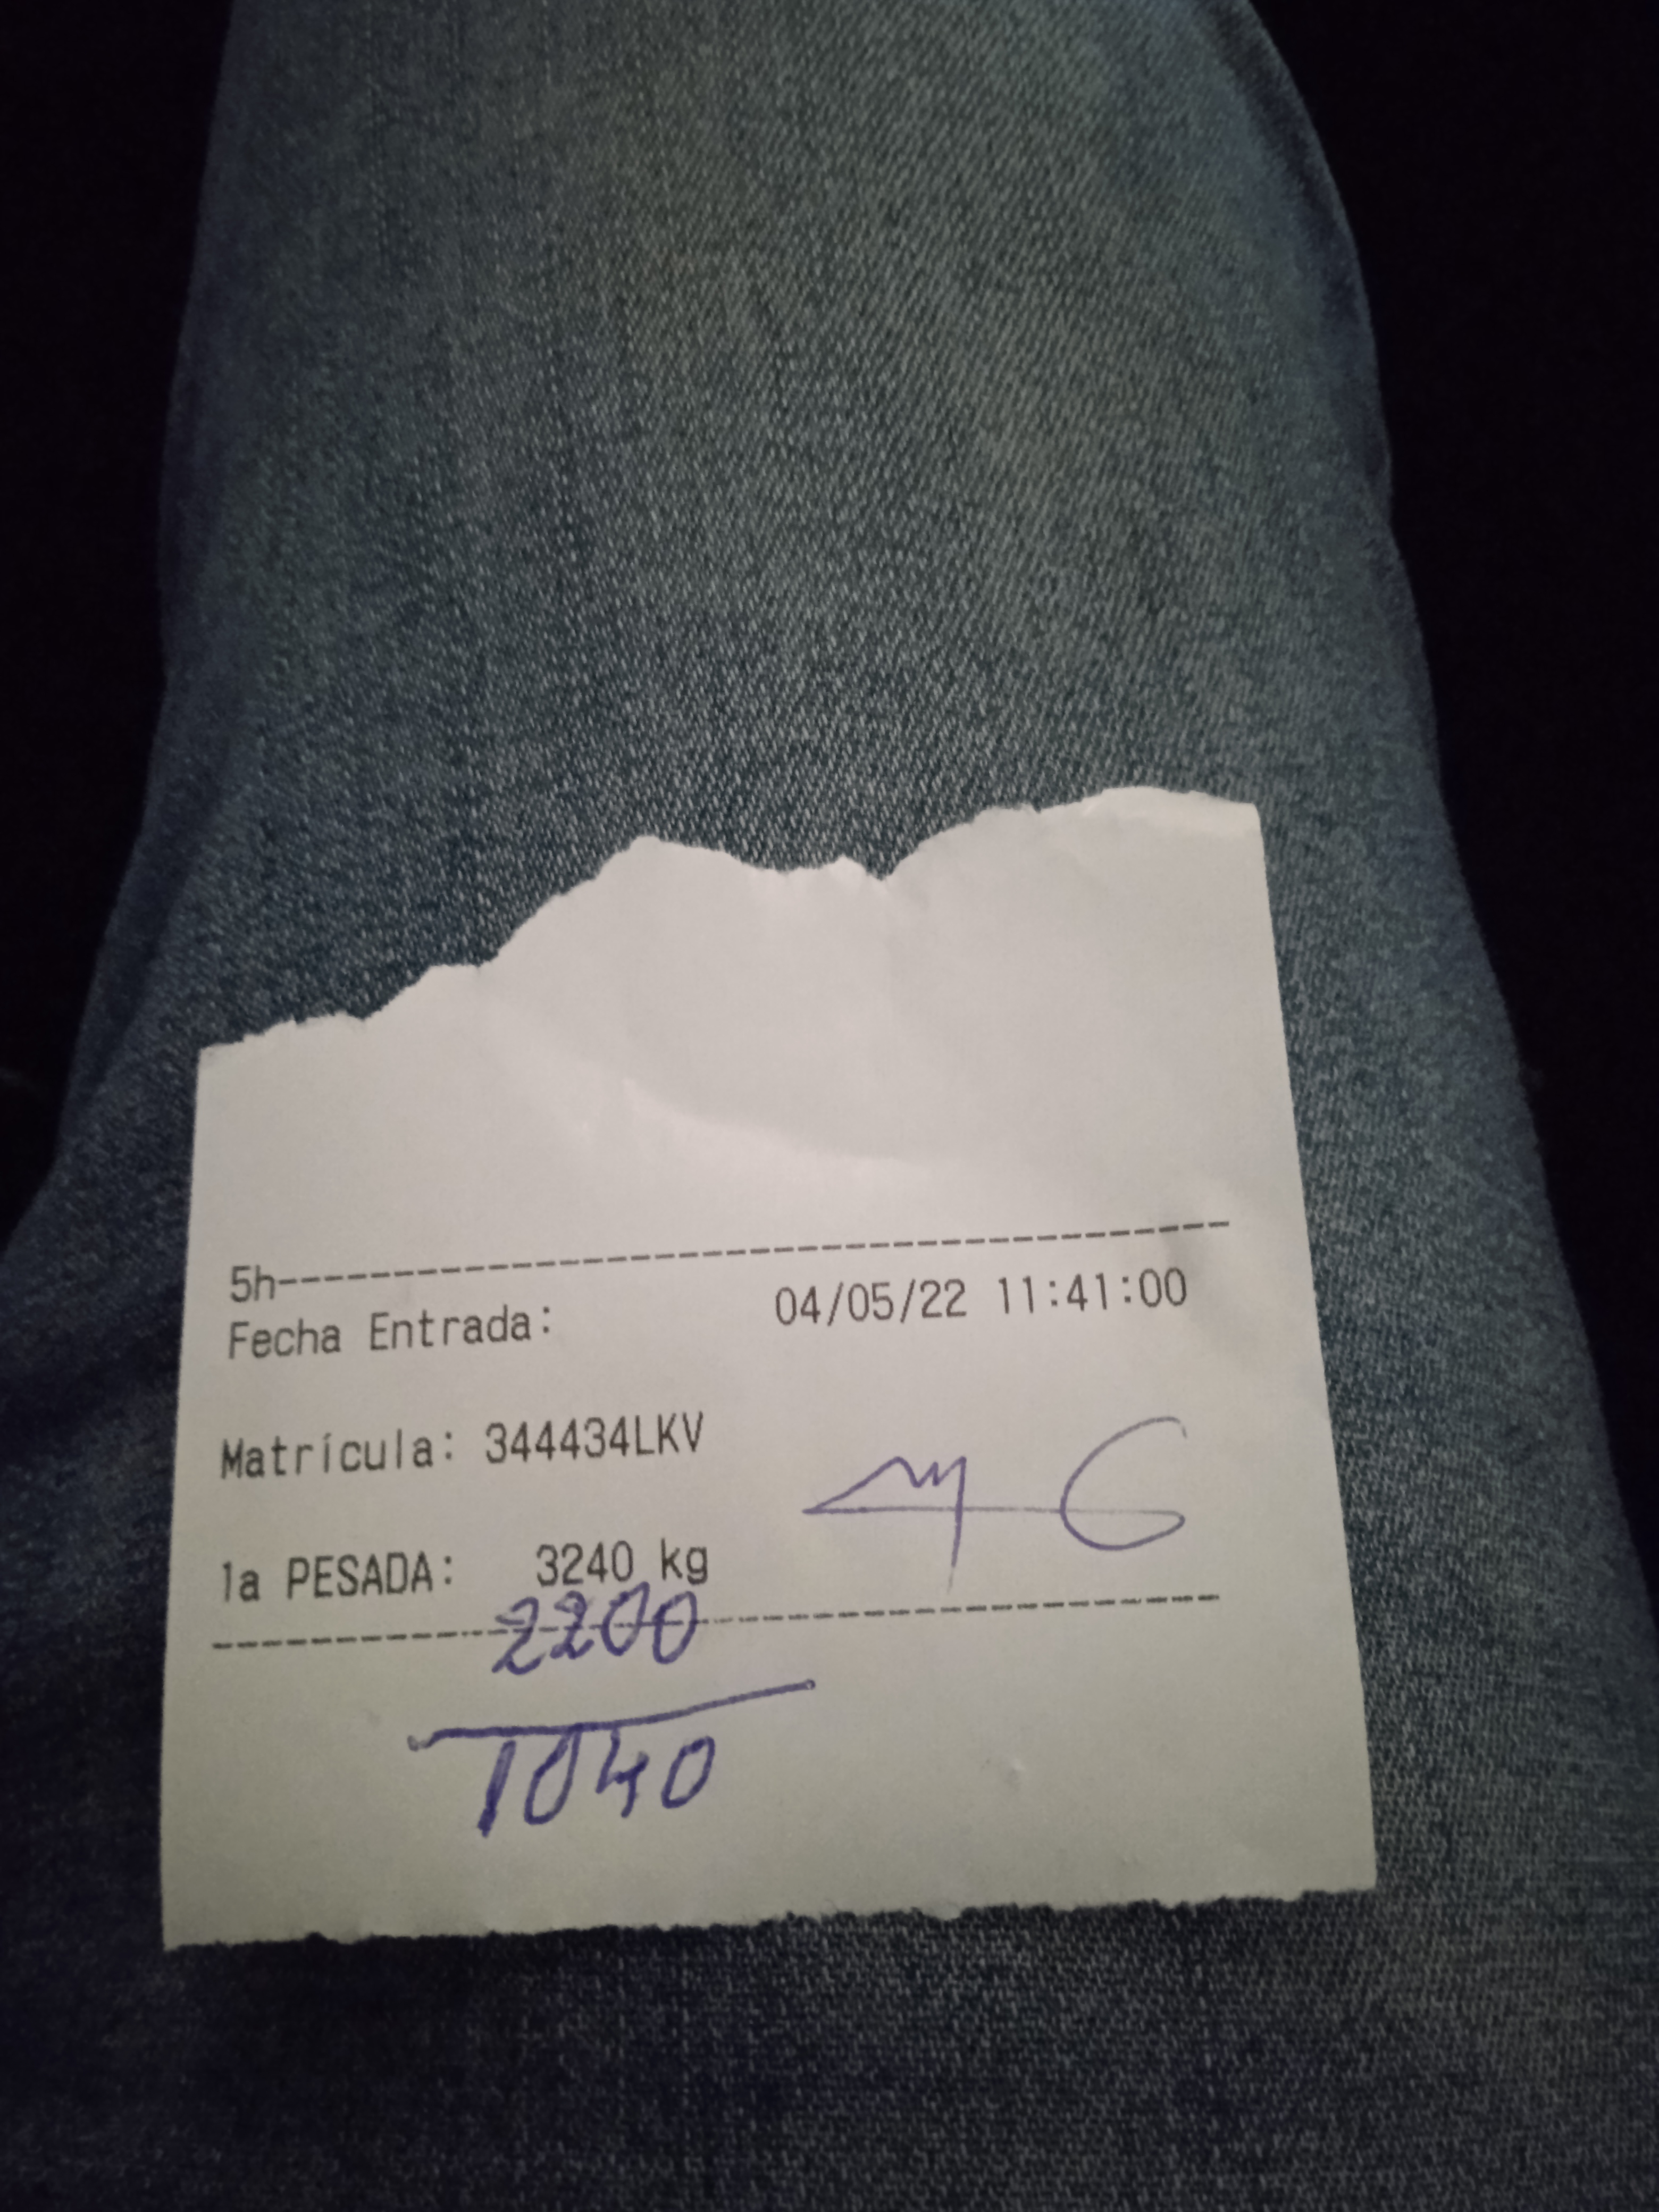 5h--------------------------------------------------
Fecha Entrada: 04/05/22 11:41:00
Matrícula: 344434LKV
1a PESADA: 3240 kg
2200
1040